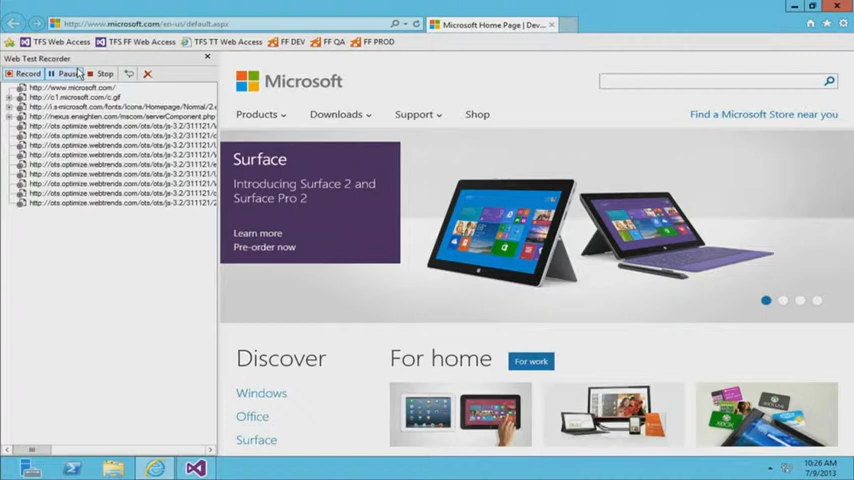 http://www.microsoft.com/en-us/default.aspx
Microsoft Home Page | Dev...
TFS Web Access
TFS FF Web Access
TFS TT Web Access
FF DEV
FF QA
FF PROD
Web Test Recorder
Record
Pause
Stop
http://www.microsoft.com/
http://c1.microsoft.com/c.gif
http://i.s-microsoft.com/fonts/Icons/Homepage/Normal/2.
http://nexus.ensighten.com/mscom/serverComponent.php
http://ots.optimize.webtrends.com/ots/ots/js-3.2/311121/
http://ots.optimize.webtrends.com/ots/ots/js-3.2/311121/
http://ots.optimize.webtrends.com/ots/ots/js-3.2/311121/
http://ots.optimize.webtrends.com/ots/ots/js-3.2/311121/
http://ots.optimize.webtrends.com/ots/ots/js-3.2/311121/
http://ots.optimize.webtrends.com/ots/ots/js-3.2/311121/
http://ots.optimize.webtrends.com/ots/ots/js-3.2/311121/
http://ots.optimize.webtrends.com/ots/ots/js-3.2/311121/
http://ots.optimize.webtrends.com/ots/ots/js-3.2/311121/2
Microsoft
Products
Downloads
Support
Shop
Find a Microsoft Store near you
Surface
Introducing Surface 2 and
Surface Pro 2
Learn more
Pre-order now
Discover
For home
For work
Windows
Office
Surface
10:26 AM
7/9/2013